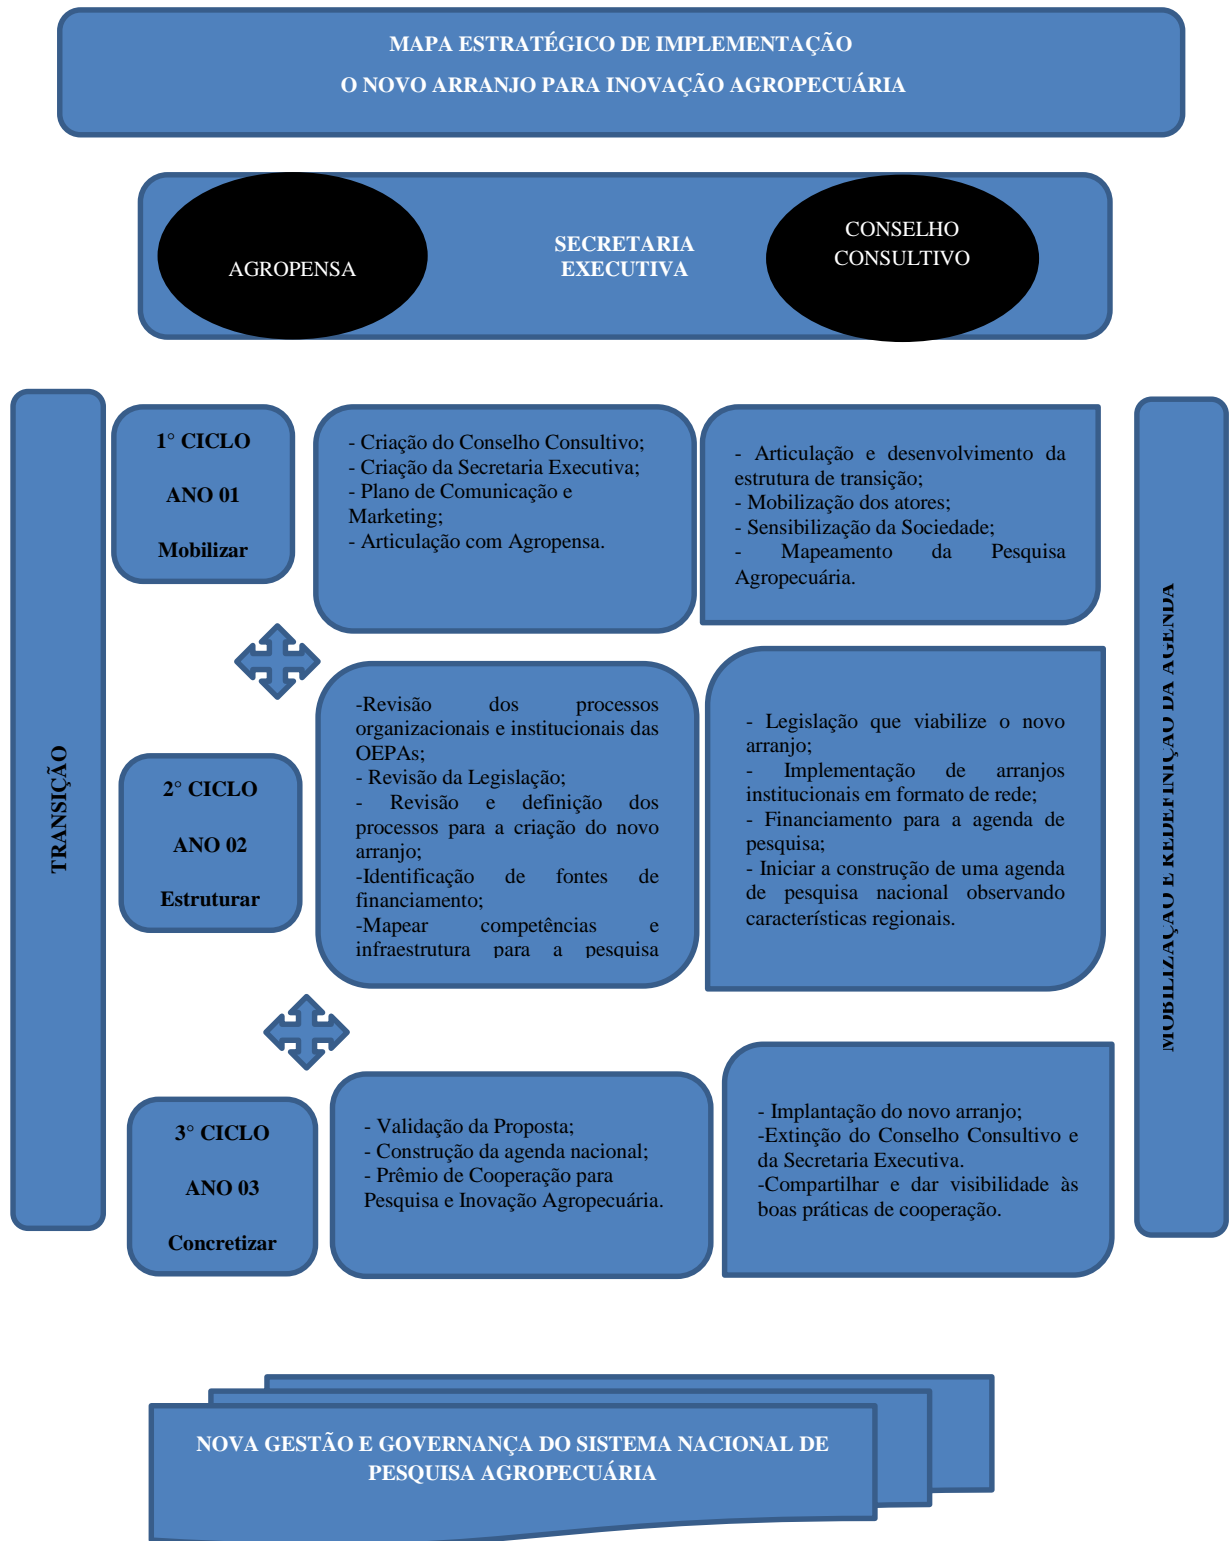 MAPA ESTRATÉGICO DE IMPLEMENTAÇÃO
O NOVO ARRANJO PARA INOVAÇÃO AGROPECUÁRIA
AGROPENSA
SECRETARIA
EXECUTIVA
CONSELHO
CONSULTIVO
TRANSIÇÃO
1° CICLO
ANO 01
Mobilizar
- Criação do Conselho Consultivo;
- Criação da Secretaria Executiva;
- Plano de Comunicação e
Marketing;
- Articulação com Agropensa.
- Articulação e desenvolvimento da
estrutura de transição;
- Mobilização dos atores;
- Sensibilização da Sociedade;
- Mapeamento da Pesquisa
Agropecuária.
2° CICLO
ANO 02
Estruturar
-Revisão dos processos
organizacionais e institucionais das
OEPAs;
- Revisão da Legislação;
- Revisão e definição dos
processos para a criação do novo
arranjo;
-Identificação de fontes de
financiamento;
-Mapear competências e
infraestrutura para a pesquisa
- Legislação que viabilize o novo
arranjo;
- Implementação de arranjos
institucionais em formato de rede;
- Financiamento para a agenda de
pesquisa;
- Iniciar a construção de uma agenda
de pesquisa nacional observando
características regionais.
3° CICLO
ANO 03
Concretizar
- Validação da Proposta;
- Construção da agenda nacional;
- Prêmio de Cooperação para
Pesquisa e Inovação Agropecuária.
- Implantação do novo arranjo;
-Extinção do Conselho Consultivo e
da Secretaria Executiva.
-Compartilhar e dar visibilidade às
boas práticas de cooperação.
MOBILIZAÇÃO E REDEFINIÇÃO DA AGENDA
NOVA GESTÃO E GOVERNANÇA DO SISTEMA NACIONAL DE
PESQUISA AGROPECUÁRIA